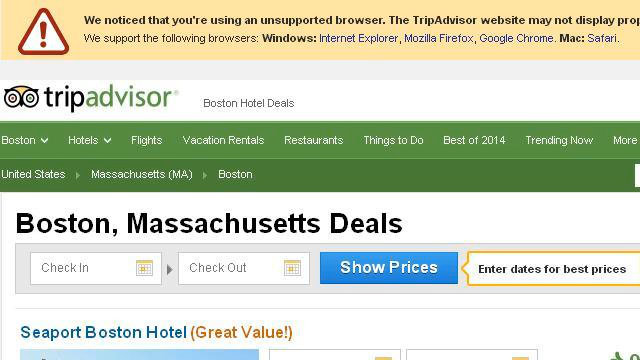 We noticed that you're using an unsupported browser. The TripAdvisor website may not display
We support the following browsers: Windows: Internet Explorer, Mozilla Firefox, Google Chrome. Mac: Safari.
tripadvisor
Boston Hotel Deals
Boston Hotels Flights Vacation Rentals Restaurants Things to Do Best of 2014 Trending Now More
United States Massachusetts (MA) Boston
Boston, Massachusetts Deals
Check In Check Out Show Prices Enter dates for best prices
Seaport Boston Hotel (Great Value!)